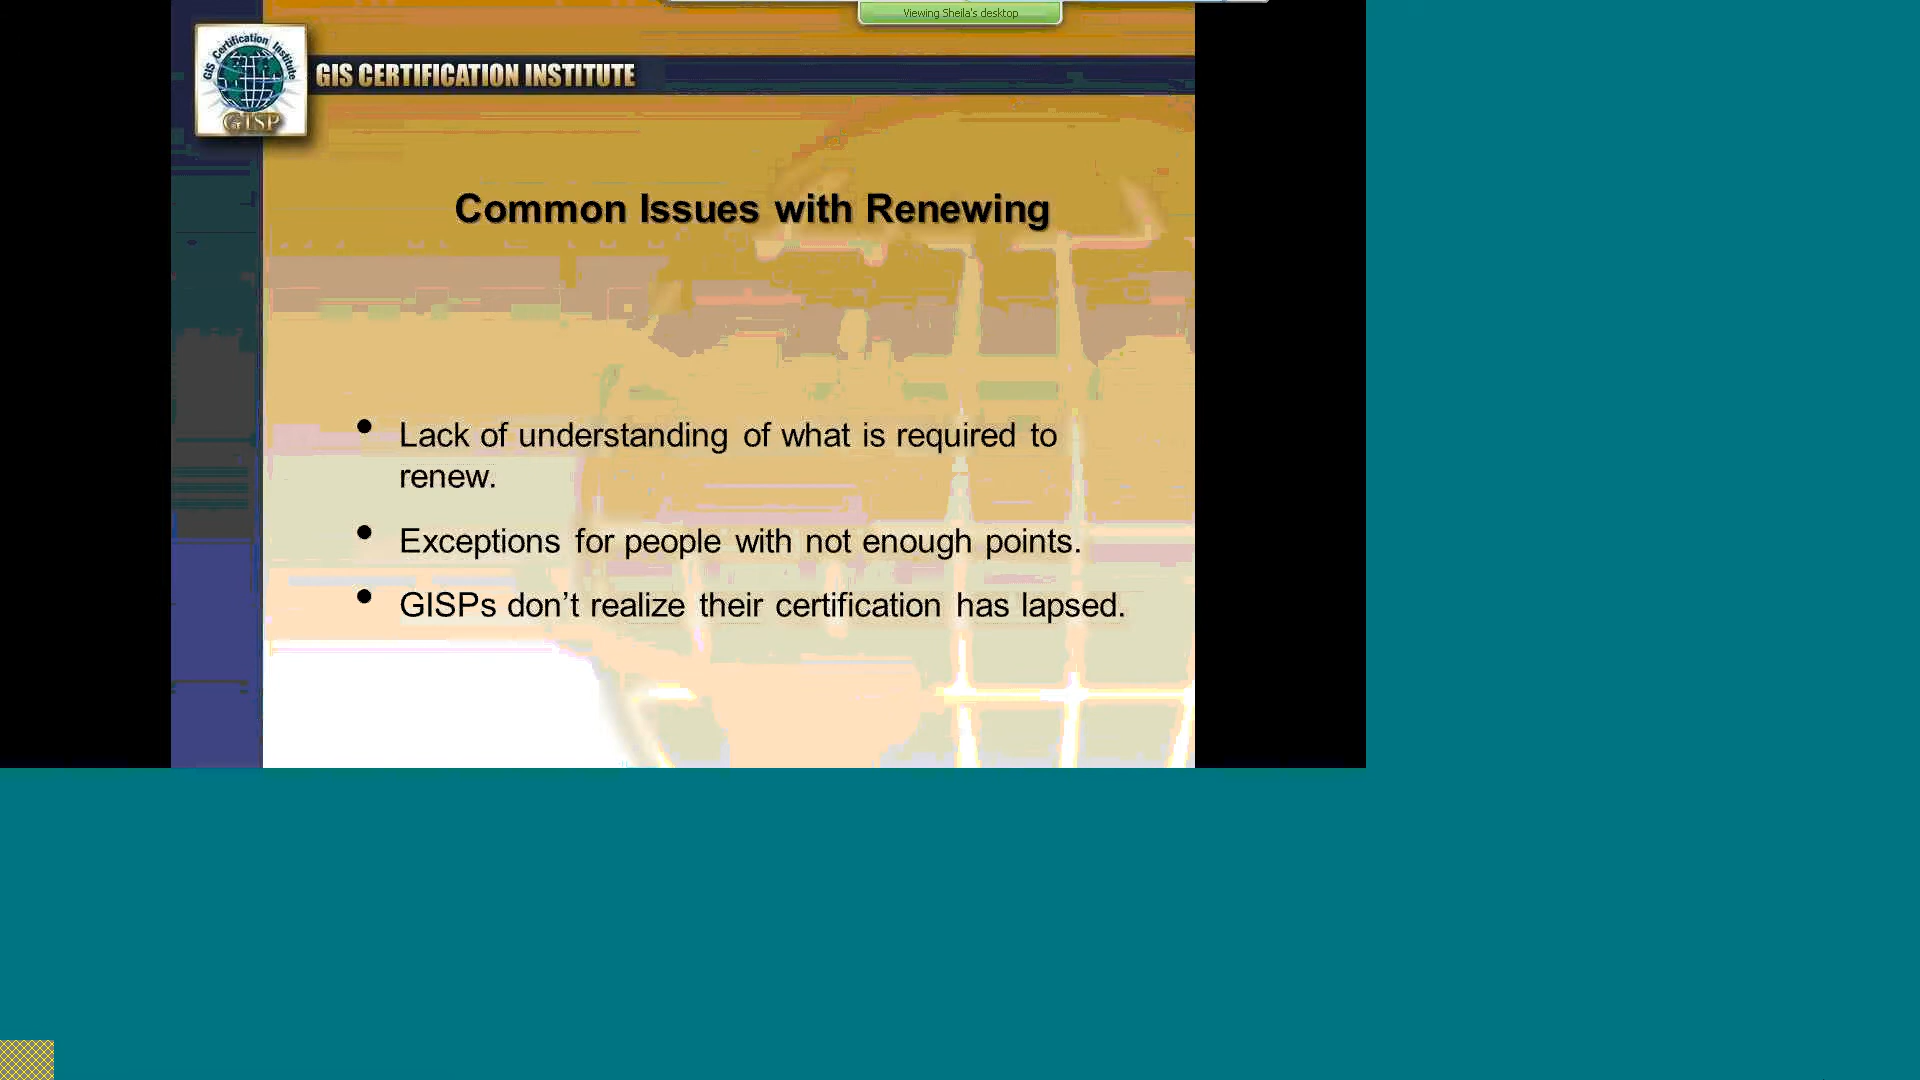 Viewing Sheila's desktop
GIS Certification Institute
GISP
GIS CERTIFICATION INSTITUTE
Common Issues with Renewing
• Lack of understanding of what is required to
renew.
• Exceptions for people with not enough points.
• GISPs don’t realize their certification has lapsed.